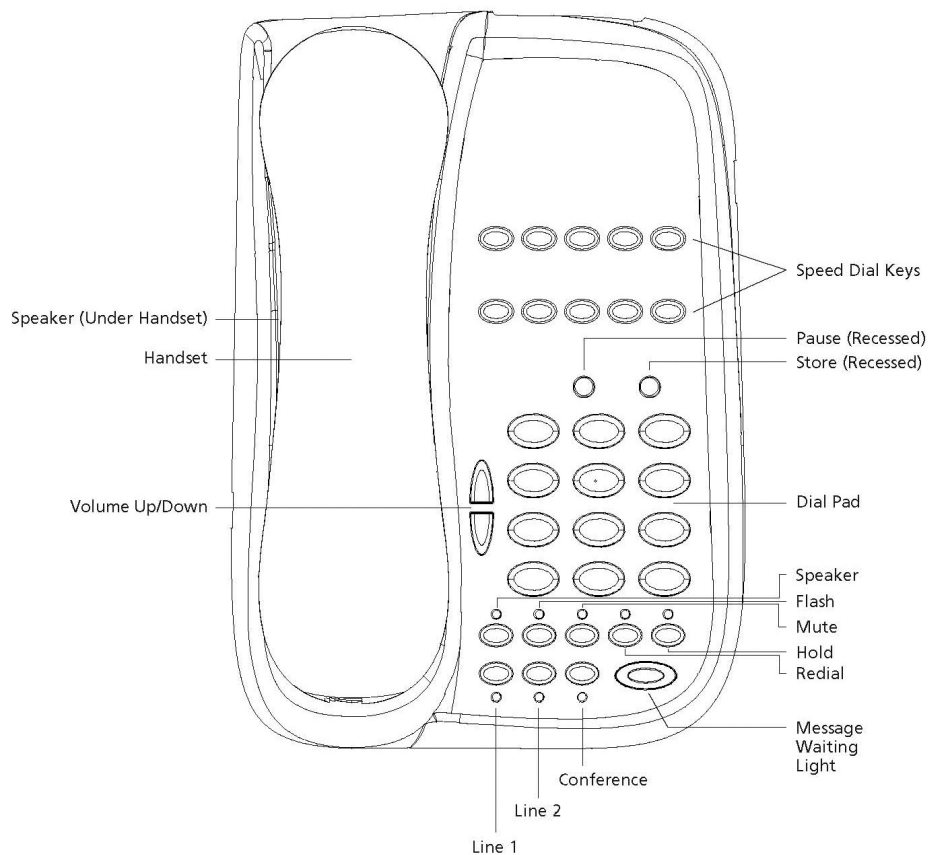 Speed Dial Keys
Speaker (Under Handset)
Pause (Recessed)
Handset
Store (Recessed)
Volume Up/Down
Dial Pad
Speaker
Flash
Mute
Hold
Redial
Message
Waiting
Light
Conference
Line 2
Line 1